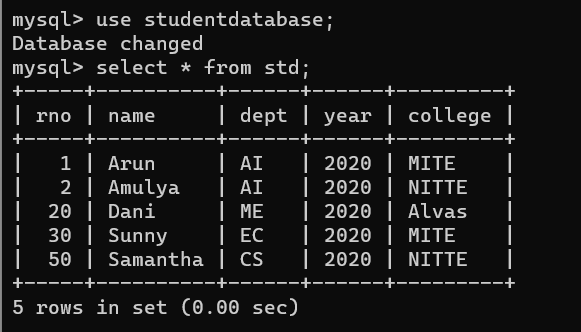 mysql> use studentdatabase;
Database changed
mysql> select * from std;
+-----+----------+------+------+---------+
| rno | name     | dept | year | college |
+-----+----------+------+------+---------+
|   1 | Arun     | AI   | 2020 | MITE    |
|   2 | Amulya   | AI   | 2020 | NITTE   |
|  20 | Dani     | ME   | 2020 | Alvas   |
|  30 | Sunny    | EC   | 2020 | MITE    |
|  50 | Samantha | CS   | 2020 | NITTE   |
+-----+----------+------+------+---------+
5 rows in set (0.00 sec)